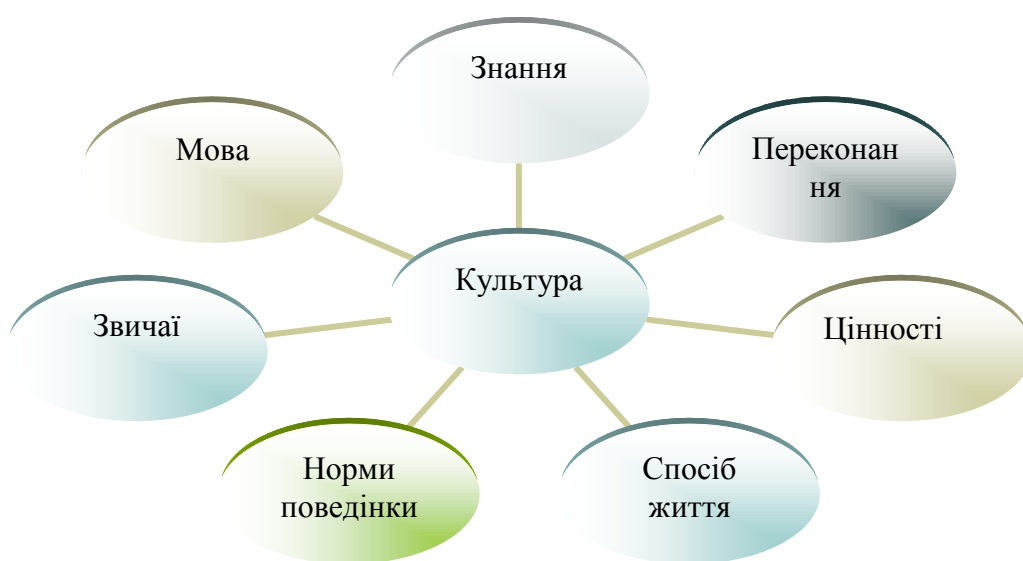 Знання
Мова
Переконан
ня
Культура
Звичаї
Цінності
Норми
поведінки
Спосіб
життя